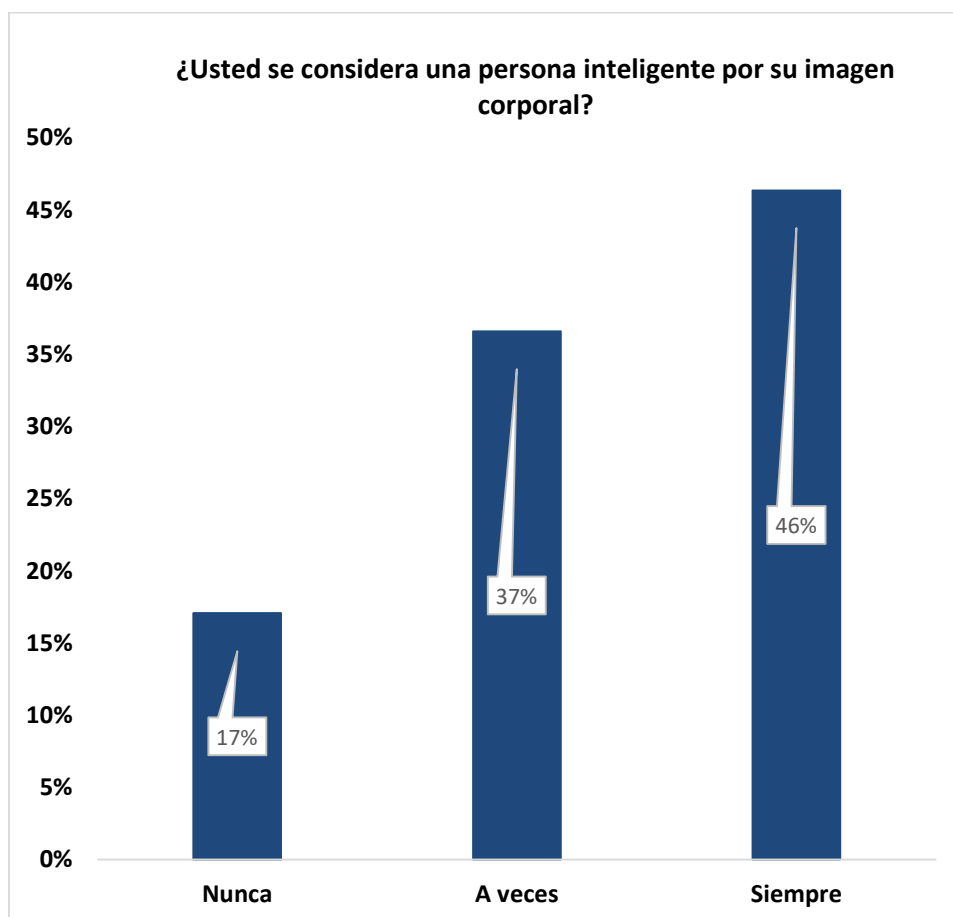 ¿Usted se considera una persona inteligente por su imagen
corporal?
50%
45%
40%
35%
30%
25%
20%
15%
10%
5%
0%
17%
37%
46%
Nunca
A veces
Siempre